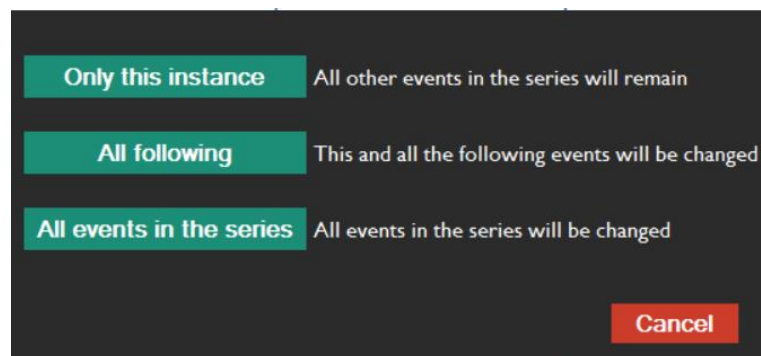 Only this instance All other events in the series will remain
All following This and all the following events will be changed
All events in the series All events in the series will be changed
Cancel